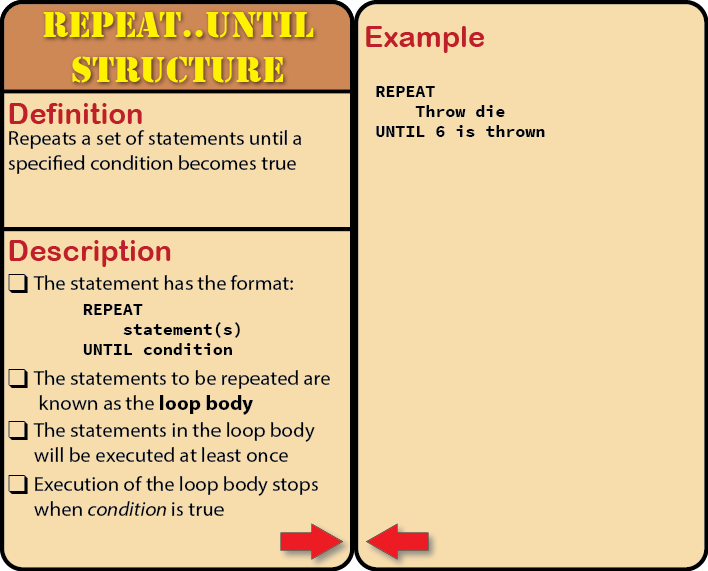 REPEAT..UNTIL
STRUCTURE
Definition
Repeats a set of statements until a
specified condition becomes true
Description
The statement has the format:
REPEAT
statement(s)
UNTIL condition
The statements to be repeated are
known as the loop body
The statements in the loop body
will be executed at least once
Execution of the loop body stops
when condition is true
Example
REPEAT
Throw die
UNTIL 6 is thrown